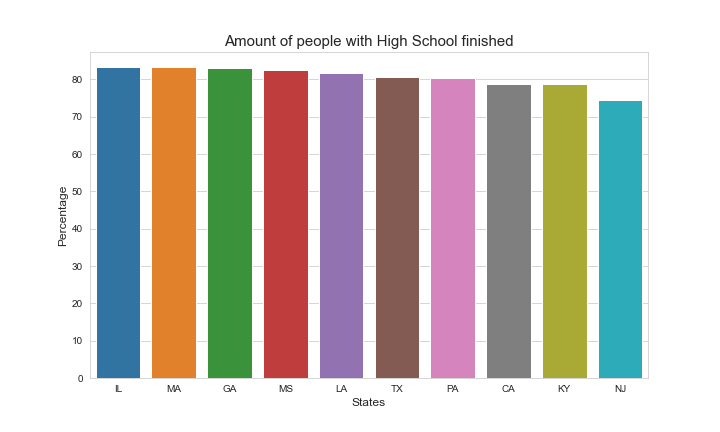 Amount of people with High School finished
Percentage
80
70
60
50
40
30
20
10
0
IL MA GA MS LA TX PA CA KY NJ
States